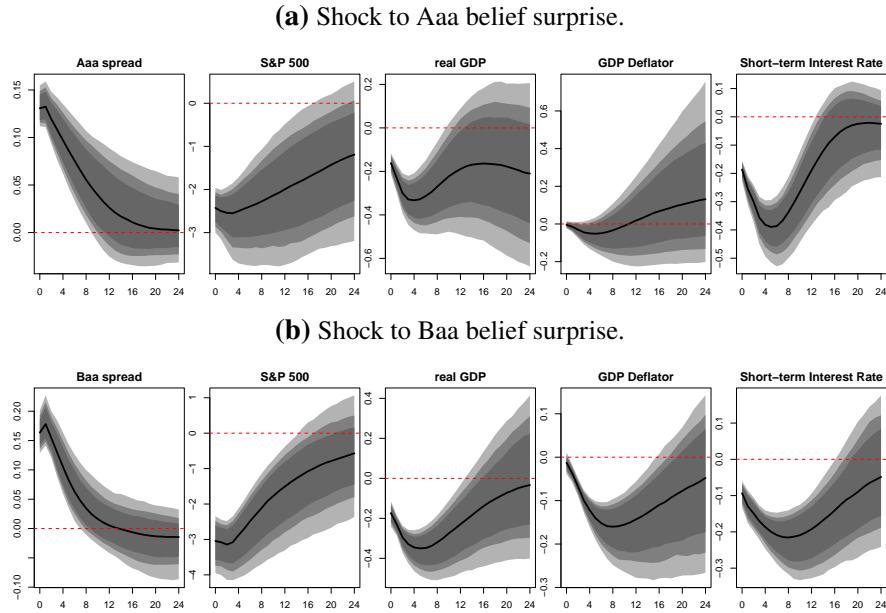 (a) Shock to Aaa belief surprise.
Aaa spread S&P 500 real GDP GDP Deflator Short−term Interest Rate
0.15 0.10 0.05 0.00
0 −1 −2 −3
0.2 0.0 −0.2 −0.4 −0.6
0.6 0.4 0.2 0.0 −0.2
0.1 0.0 −0.1 −0.2 −0.3 −0.4 −0.5
0 4 8 12 16 20 24 0 4 8 12 16 20 24 0 4 8 12 16 20 24 0 4 8 12 16 20 24 0 4 8 12 16 20 24
(b) Shock to Baa belief surprise.
Baa spread S&P 500 real GDP GDP Deflator Short−term Interest Rate
0.20 0.15 0.10 0.05 0.00 −0.10
1 0 −1 −2 −3 −4
0.4 0.2 0.0 −0.2 −0.4
0.1 0.0 −0.1 −0.2 −0.3
0.1 0.0 −0.1 −0.2 −0.3
0 4 8 12 16 20 24 0 4 8 12 16 20 24 0 4 8 12 16 20 24 0 4 8 12 16 20 24 0 4 8 12 16 20 24